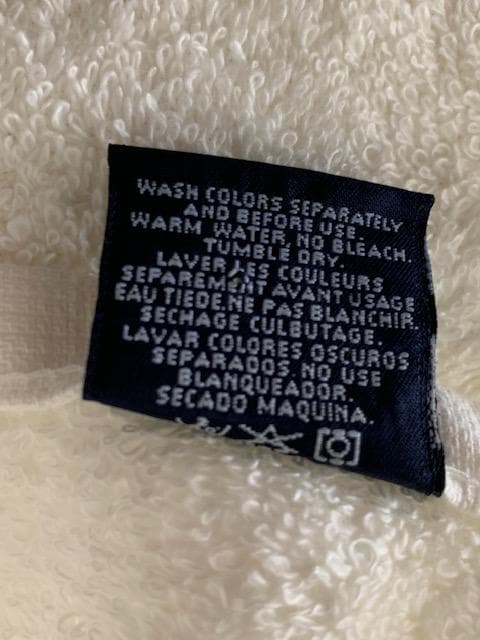 WASH COLORS SEPARATELY
AND BEFORE USE.
WARM WATER, NO BLEACH.
TUMBLE DRY.
LAVER LES COULEURS
SEPAREMENT AVANT USAGE
EAU TIEDE.NE PAS BLANCHIR.
SECHAGE CULBUTAGE.
LAVAR COLORES OSCUROS
SEPARADOS. NO USE
BLANQUEADOR.
SECADO MAQUINA.